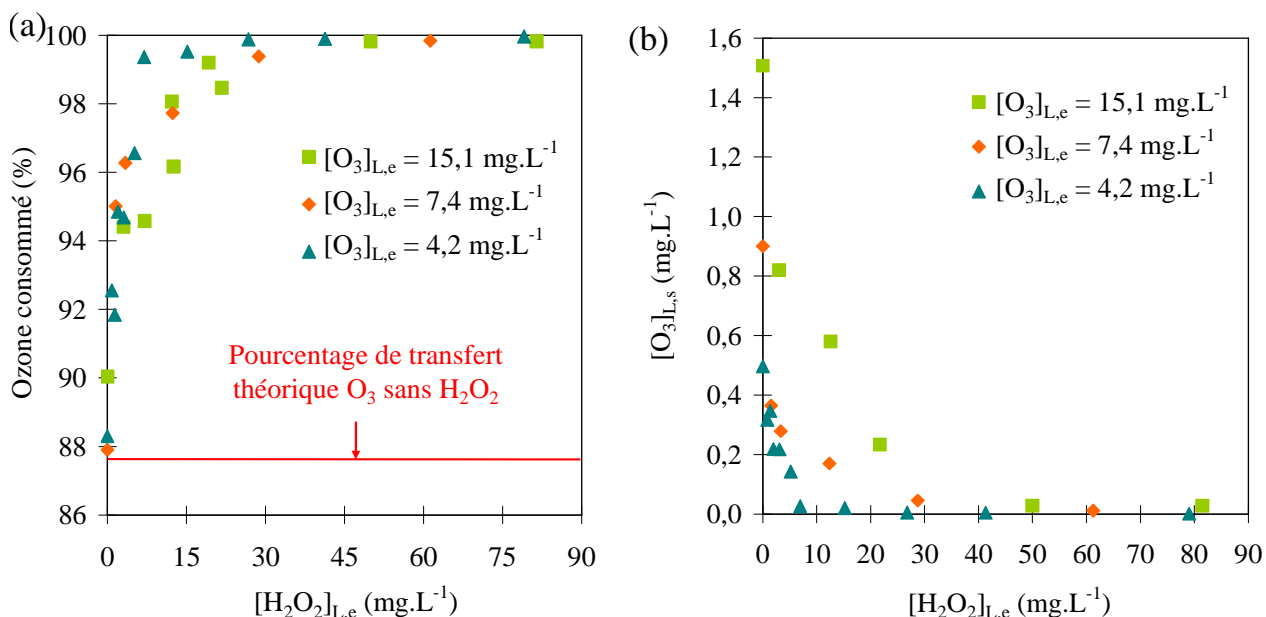 (a)
100
98
96
94
92
90
88
86
Ozone consommé (%)
[O₃]L,e = 15,1 mg.L⁻¹
[O₃]L,e = 7,4 mg.L⁻¹
[O₃]L,e = 4,2 mg.L⁻¹
Pourcentage de transfert
théorique O₃ sans H₂O₂
0 15 30 45 60 75 90
[H₂O₂]L,e (mg.L⁻¹)
(b)
1,6
1,4
1,2
1,0
0,8
0,6
0,4
0,2
0,0
[O₃]L,s (mg.L⁻¹)
[O₃]L,e = 15,1 mg.L⁻¹
[O₃]L,e = 7,4 mg.L⁻¹
[O₃]L,e = 4,2 mg.L⁻¹
0 10 20 30 40 50 60 70 80 90
[H₂O₂]L,e (mg.L⁻¹)